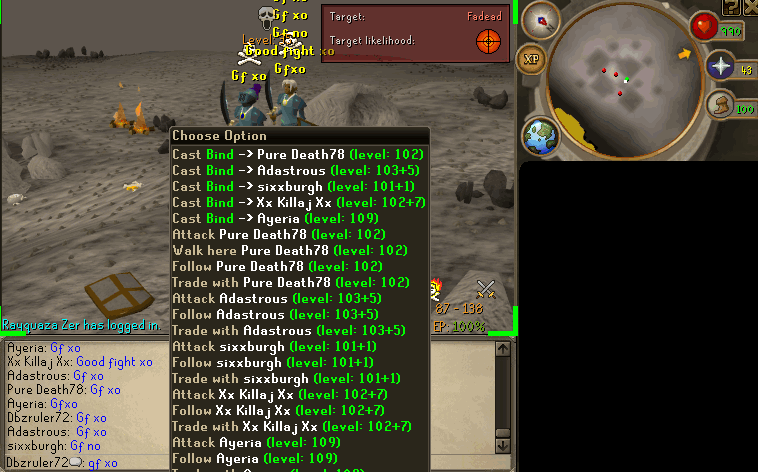 Gf xo
Gf no
Level:
Good fight xo
Gf xo
Gf xo
Target: Fadead
Target likelihood:
?
XP
990
43
100
Choose Option
Cast Bind -> Pure Death78 (level: 102)
Cast Bind -> Adastrous (level: 103+5)
Cast Bind -> sixxburgh (level: 101+1)
Cast Bind -> Xx Killaj Xx (level: 102+7)
Cast Bind -> Ayeria (level: 109)
Attack Pure Death78 (level: 102)
Walk here Pure Death78 (level: 102)
Follow Pure Death78 (level: 102)
Trade with Pure Death78 (level: 102)
Attack Adastrous (level: 103+5)
Follow Adastrous (level: 103+5)
Trade with Adastrous (level: 103+5)
Attack sixxburgh (level: 101+1)
Follow sixxburgh (level: 101+1)
Trade with sixxburgh (level: 101+1)
Attack Xx Killaj Xx (level: 102+7)
Follow Xx Killaj Xx (level: 102+7)
Trade with Xx Killaj Xx (level: 102+7)
Attack Ayeria (level: 109)
Follow Ayeria (level: 109)
87 - 138
EP: 100%
Rayquaza Zer has logged in.
Ayeria: Gf xo
Xx Killaj Xx: Good fight xo
Adastrous: Gf xo
Pure Death78: Gf xo
Ayeria: Gfxo
Dbzruler72: Gf xo
Adastrous: Gf xo
sixxburgh: Gf no
Dbzruler72: gf xo